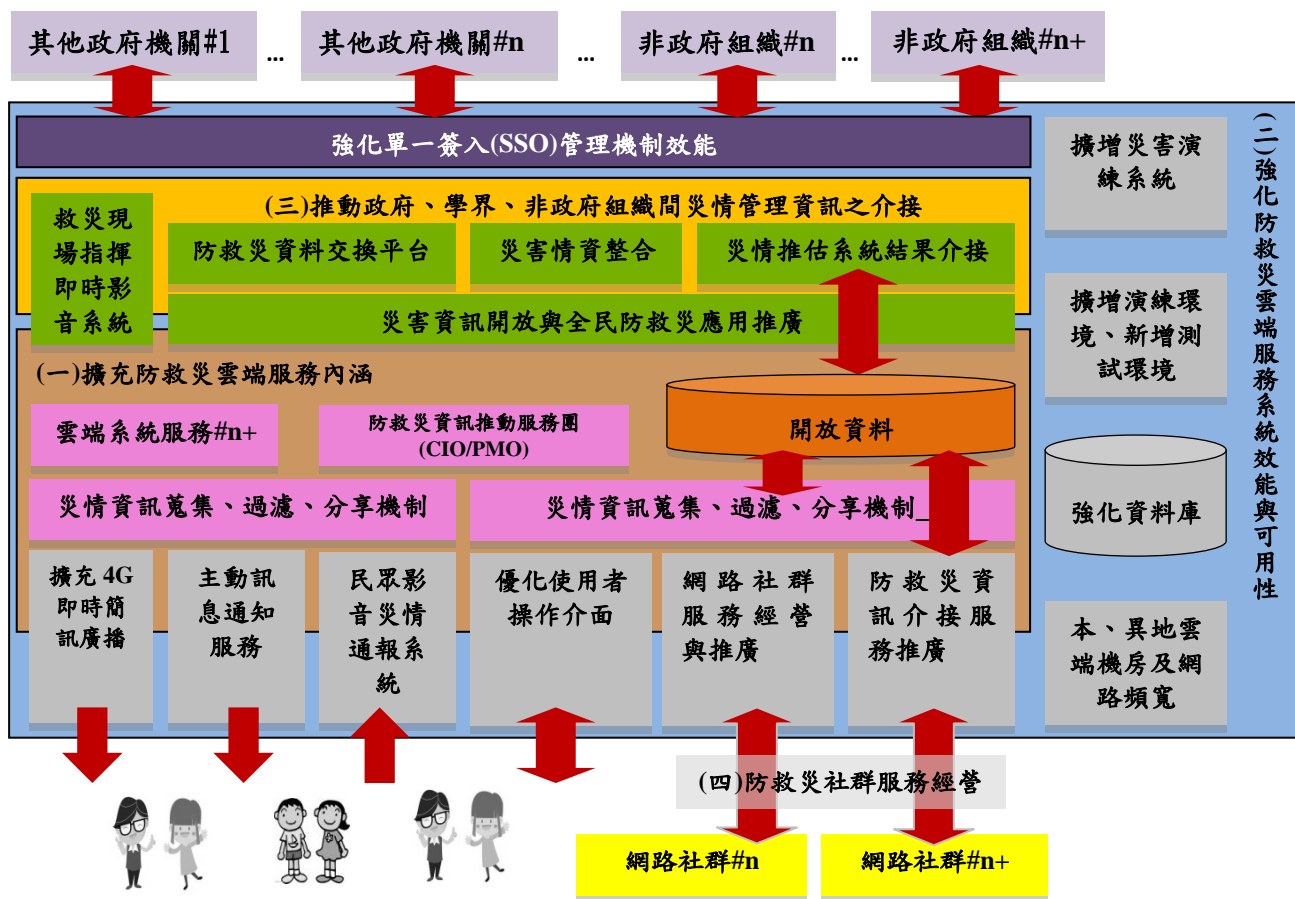 其他政府機關#1
...
其他政府機關#n
...
非政府組織#n
...
非政府組織#n+
強化單一簽入(SSO)管理機制效能
(三)推動政府、學界、非政府組織間災情管理資訊之介接
救災現
場指揮
即時影
音系統
防救災資料交換平台
災害情資整合
災情推估系統結果介接
災害資訊開放與全民防救災應用推廣
(一)擴充防救災雲端服務內涵
雲端系統服務#n+
防救災資訊推動服務團
(CIO/PMO)
開放資料
災情資訊蒐集、過濾、分享機制
災情資訊蒐集、過濾、分享機制_
擴充 4G
即時簡
訊廣播
主動訊
息通知
服務
民眾影
音災情
通報系
統
優化使用者
操作介面
網路社群
服務經營
與推廣
防救災資
訊介接服
務推廣
擴增災害演
練系統
擴增演練環
境、新增測
試環境
強化資料庫
本、異地雲
端機房及網
路頻寬
(二)強化防救災雲端服務系統效能與可用性
(四)防救災社群服務經營
網路社群#n
網路社群#n+